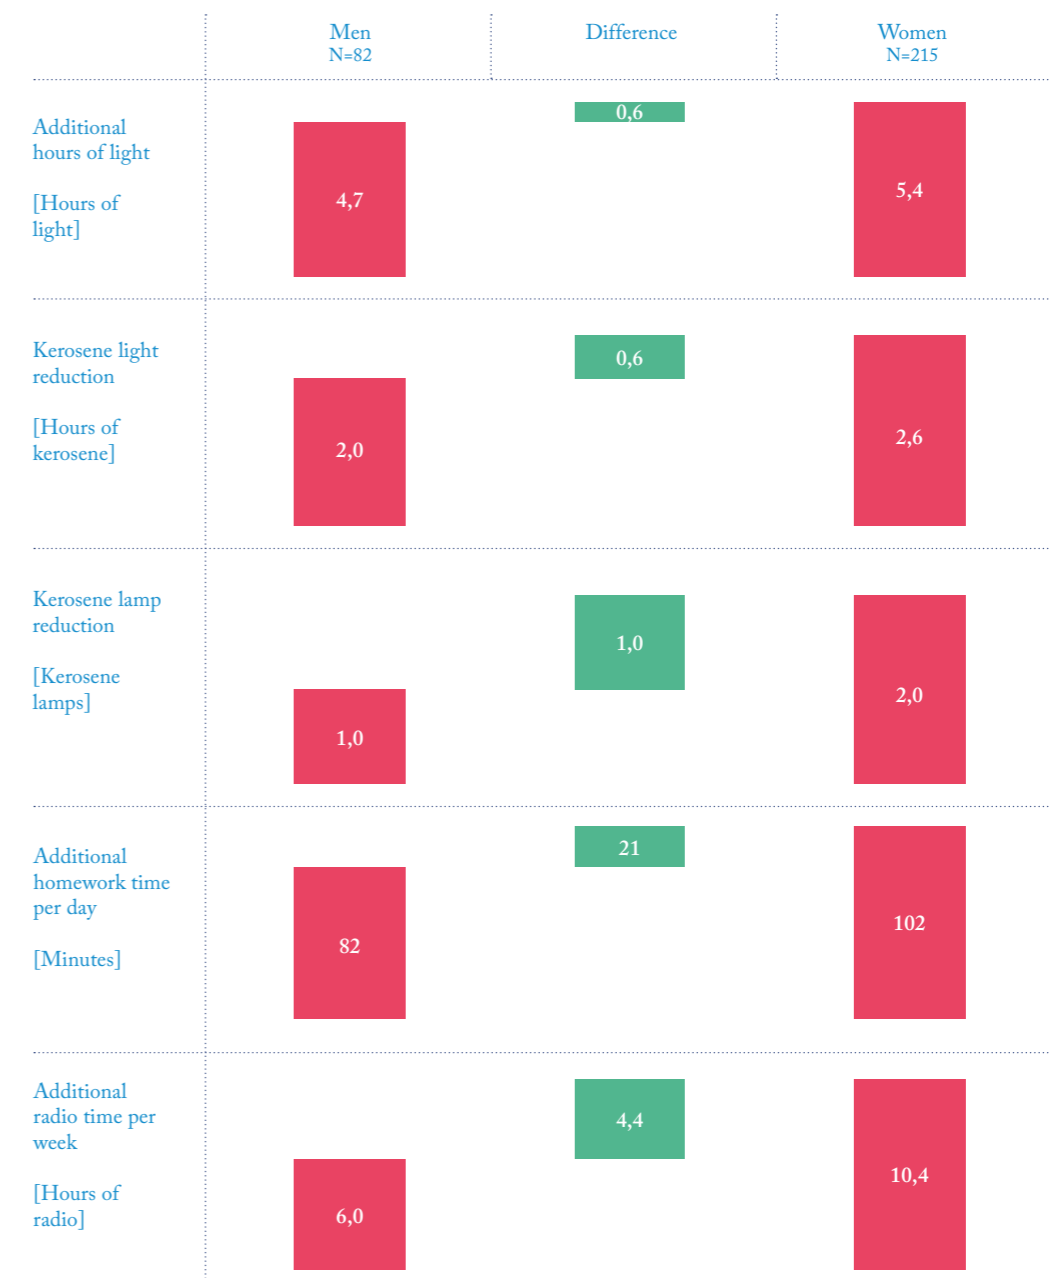 Men
N=82
Difference
Women
N=215
Additional
hours of light
[Hours of
light]
4,7
0,6
5,4
Kerosene light
reduction
[Hours of
kerosene]
2,0
0,6
2,6
Kerosene lamp
reduction
[Kerosene
lamps]
1,0
1,0
2,0
Additional
homework time
per day
[Minutes]
82
21
102
Additional
radio time per
week
[Hours of
radio]
6,0
4,4
10,4